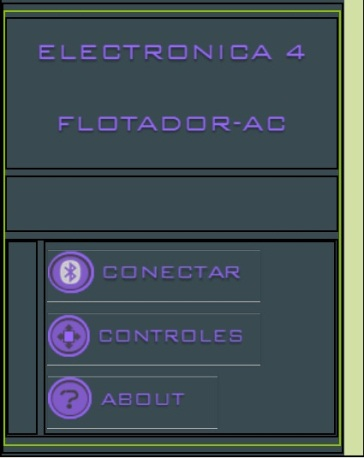 ELECTRONICA 4
FLOTADOR-AC
CONECTAR
CONTROLES
? ABOUT